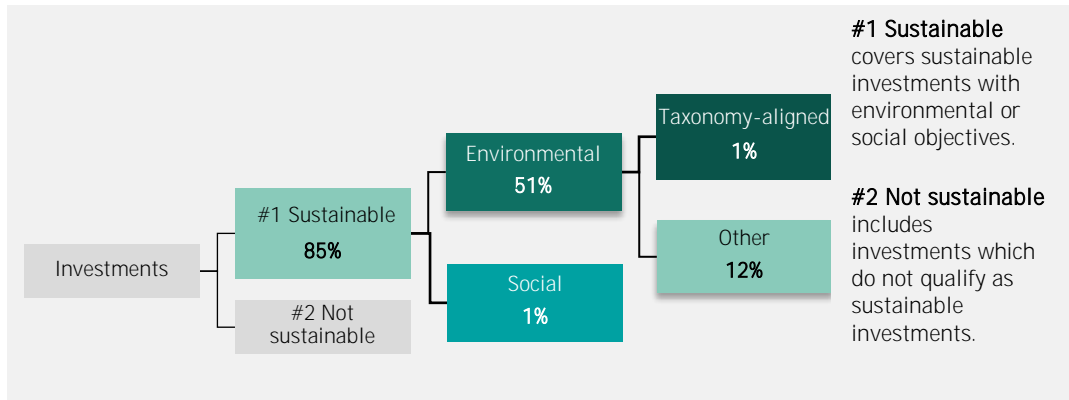 Investments
#1 Sustainable
85%
#2 Not
sustainable
Environmental
51%
Social
1%
Taxonomy-aligned
1%
Other
12%
#1 Sustainable
covers sustainable
investments with
environmental or
social objectives.
#2 Not sustainable
includes
investments which
do not qualify as
sustainable
investments.